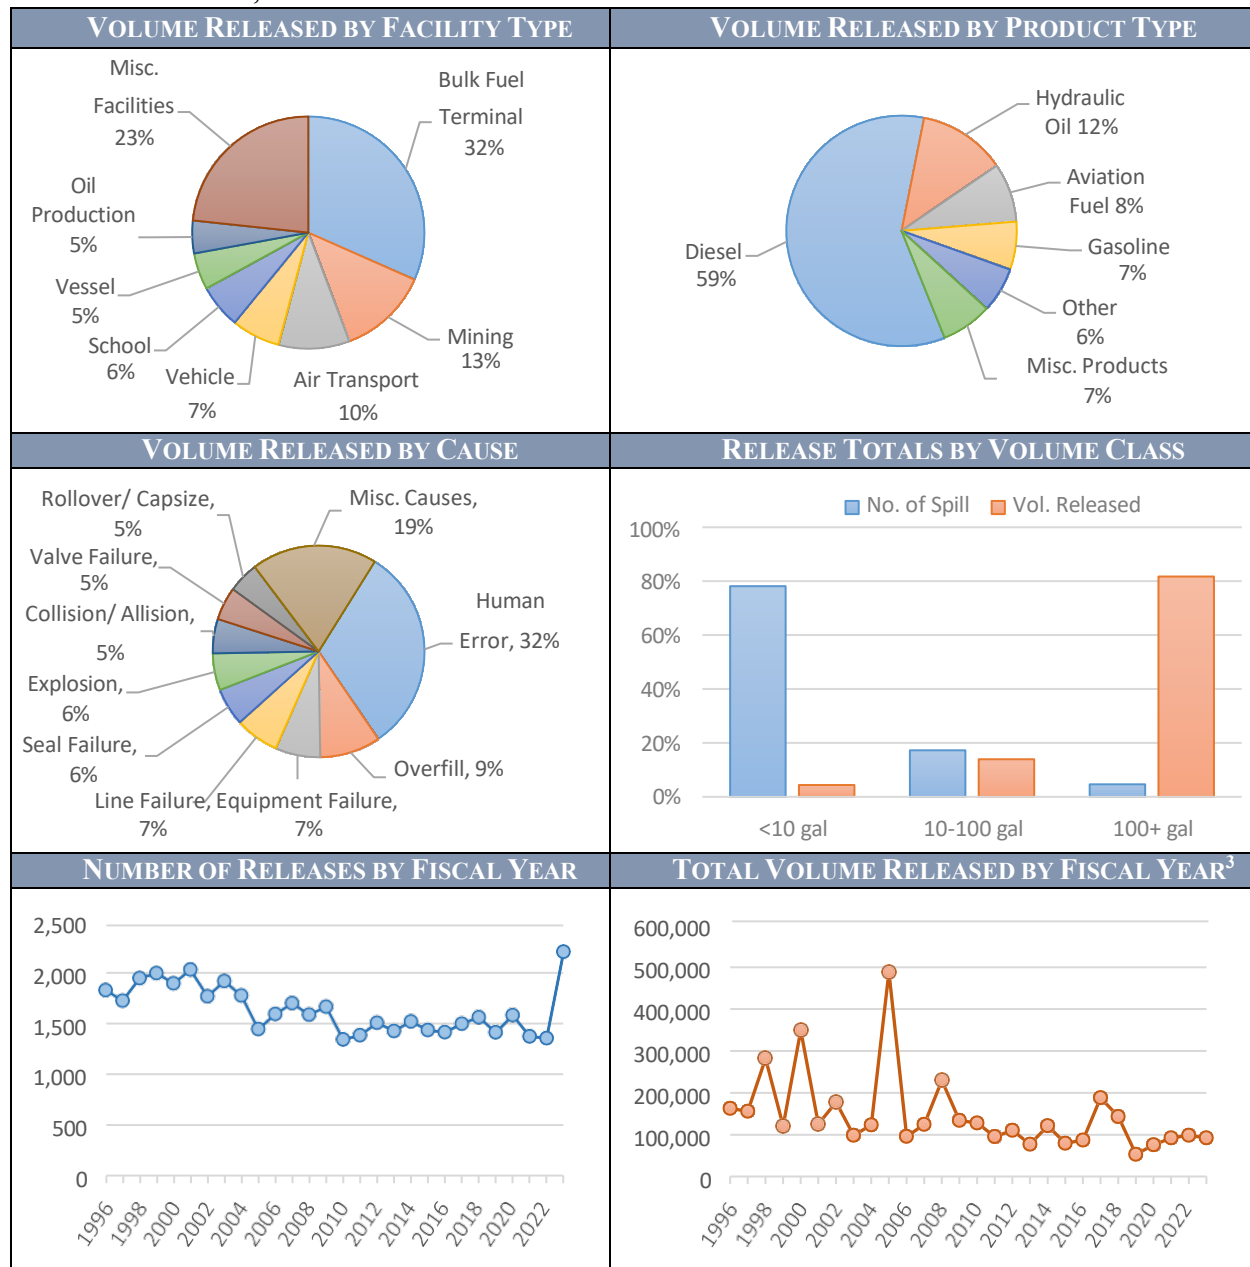 VOLUME RELEASED BY FACILITY TYPE
Misc.
Facilities
23%
Bulk Fuel
Terminal
32%
Oil
Production
5%
Vessel
5%
School
6%
Vehicle
7%
Air Transport
10%
Mining
13%
VOLUME RELEASED BY PRODUCT TYPE
Hydraulic
Oil 12%
Aviation
Fuel 8%
Diesel
59%
Gasoline
7%
Other
6%
Misc. Products
7%
VOLUME RELEASED BY CAUSE
Rollover/ Capsize,
5%
Misc. Causes,
19%
Valve Failure,
5%
Collision/ Allision,
5%
Human
Error, 32%
Explosion,
6%
Seal Failure,
6%
Overfill, 9%
Line Failure,
7%
Equipment Failure,
7%
RELEASE TOTALS BY VOLUME CLASS
No. of Spill Vol. Released
100%
80%
60%
40%
20%
0%
<10 gal 10-100 gal 100+ gal
NUMBER OF RELEASES BY FISCAL YEAR
2,500
2,000
1,500
1,000
500
0
1996 1998 2000 2002 2004 2006 2008 2010 2012 2014 2016 2018 2020 2022
TOTAL VOLUME RELEASED BY FISCAL YEAR³
600,000
500,000
400,000
300,000
200,000
100,000
0
1996 1998 2000 2002 2004 2006 2008 2010 2012 2014 2016 2018 2020 2022